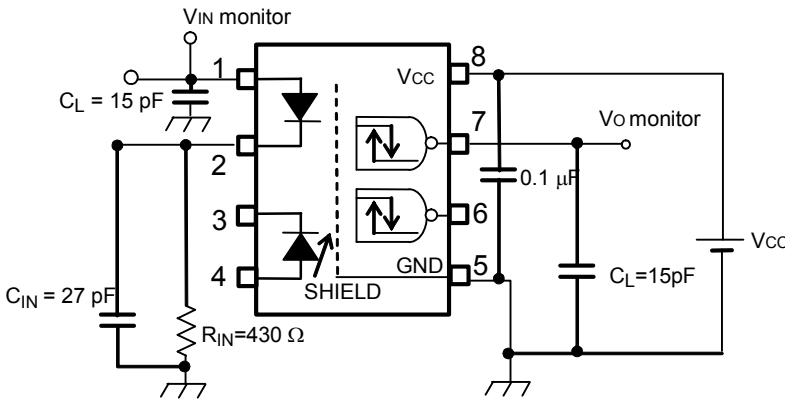 VIN monitor
1
CL = 15 pF
2
3
4
CIN = 27 pF
RIN=430 Ω
VCC
GND
SHIELD
8
7
6
5
0.1 μF
VO monitor
CL=15pF
VCC